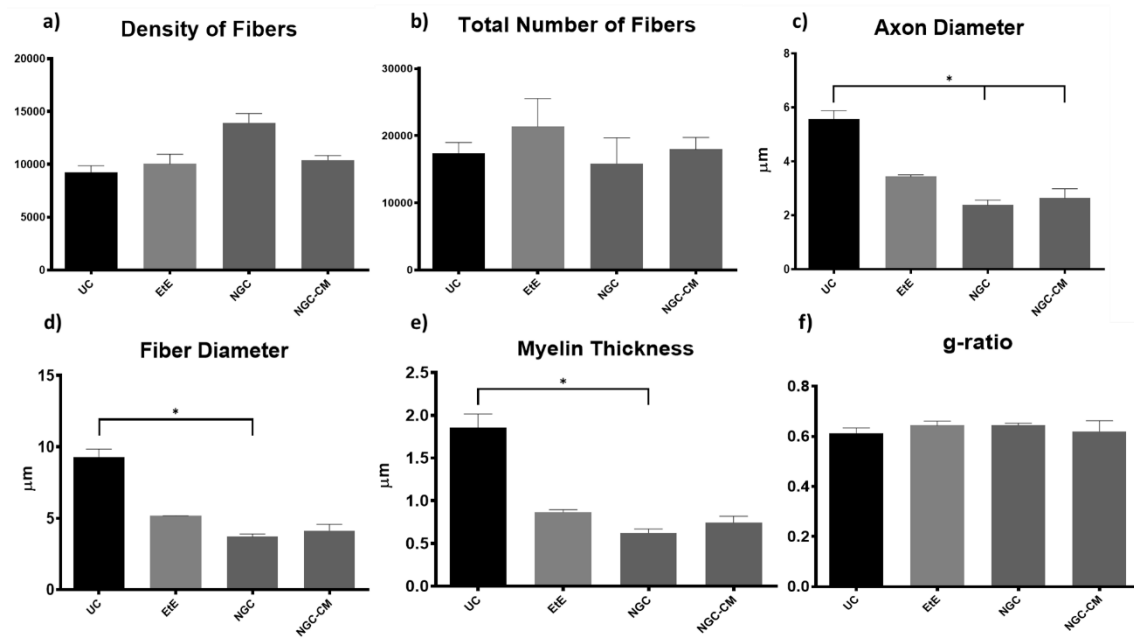 a)
Density of Fibers
20000
15000
10000
5000
0
UC
EtE
NGC
NGC-CM
b)
Total Number of Fibers
30000
20000
10000
0
UC
EtE
NGC
NGC-CM
c)
Axon Diameter
8
6
4
2
0
μm
*
UC
EtE
NGC
NGC-CM
d)
Fiber Diameter
15
10
5
0
μm
*
UC
EtE
NGC
NGC-CM
e)
Myelin Thickness
2.5
2.0
1.5
1.0
0.5
0.0
μm
*
UC
EtE
NGC
NGC-CM
f)
g-ratio
0.8
0.6
0.4
0.2
0.0
UC
EtE
NGC
NGC-CM